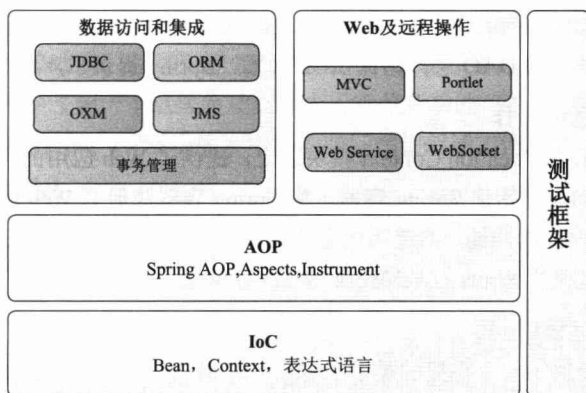 数据访问和集成
JDBC
ORM
OXM
JMS
事务管理
Web及远程操作
MVC
Portlet
Web Service
WebSocket
测试框架
AOP
Spring AOP,Aspects,Instrument
IoC
Bean，Context，表达式语言